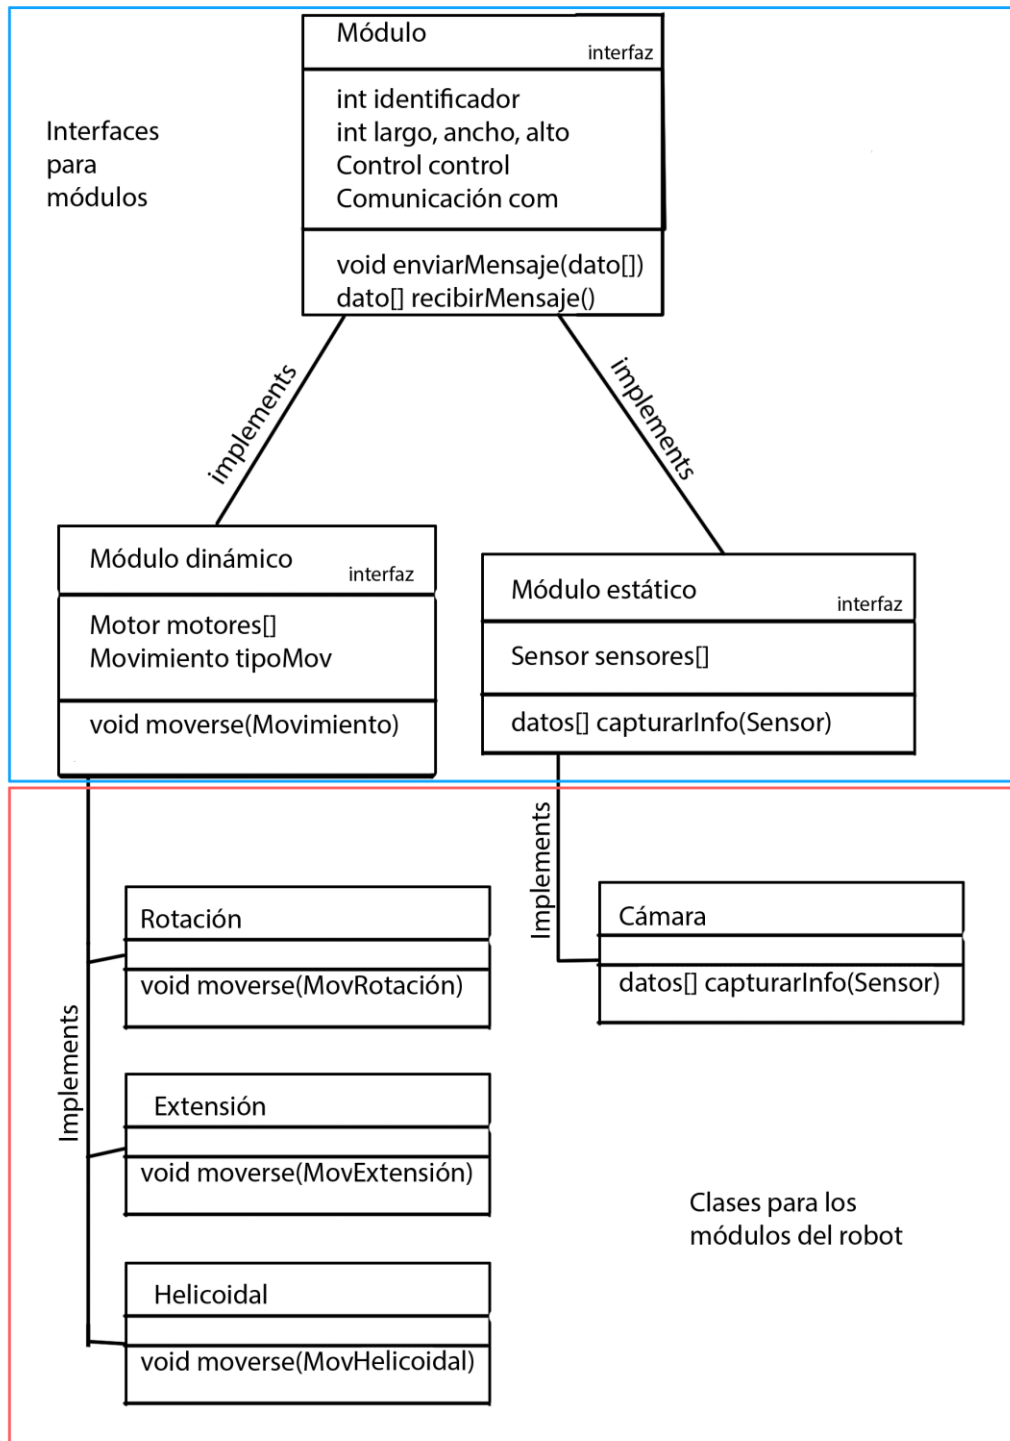 Módulo
interfaz
Interfaces
para
módulos
int identificador
int largo, ancho, alto
Control control
Comunicación com
void enviarMensaje(dato[])
dato[] recibirMensaje()
implements
implements
Módulo dinámico
interfaz
Motor motores[]
Movimiento tipoMov
void moverse(Movimiento)
Módulo estático
interfaz
Sensor sensores[]
datos[] capturarInfo(Sensor)
Implements
Implements
Rotación
void moverse(MovRotación)
Cámara
datos[] capturarInfo(Sensor)
Extensión
void moverse(MovExtensión)
Helicoidal
void moverse(MovHelicoidal)
Clases para los
módulos del robot